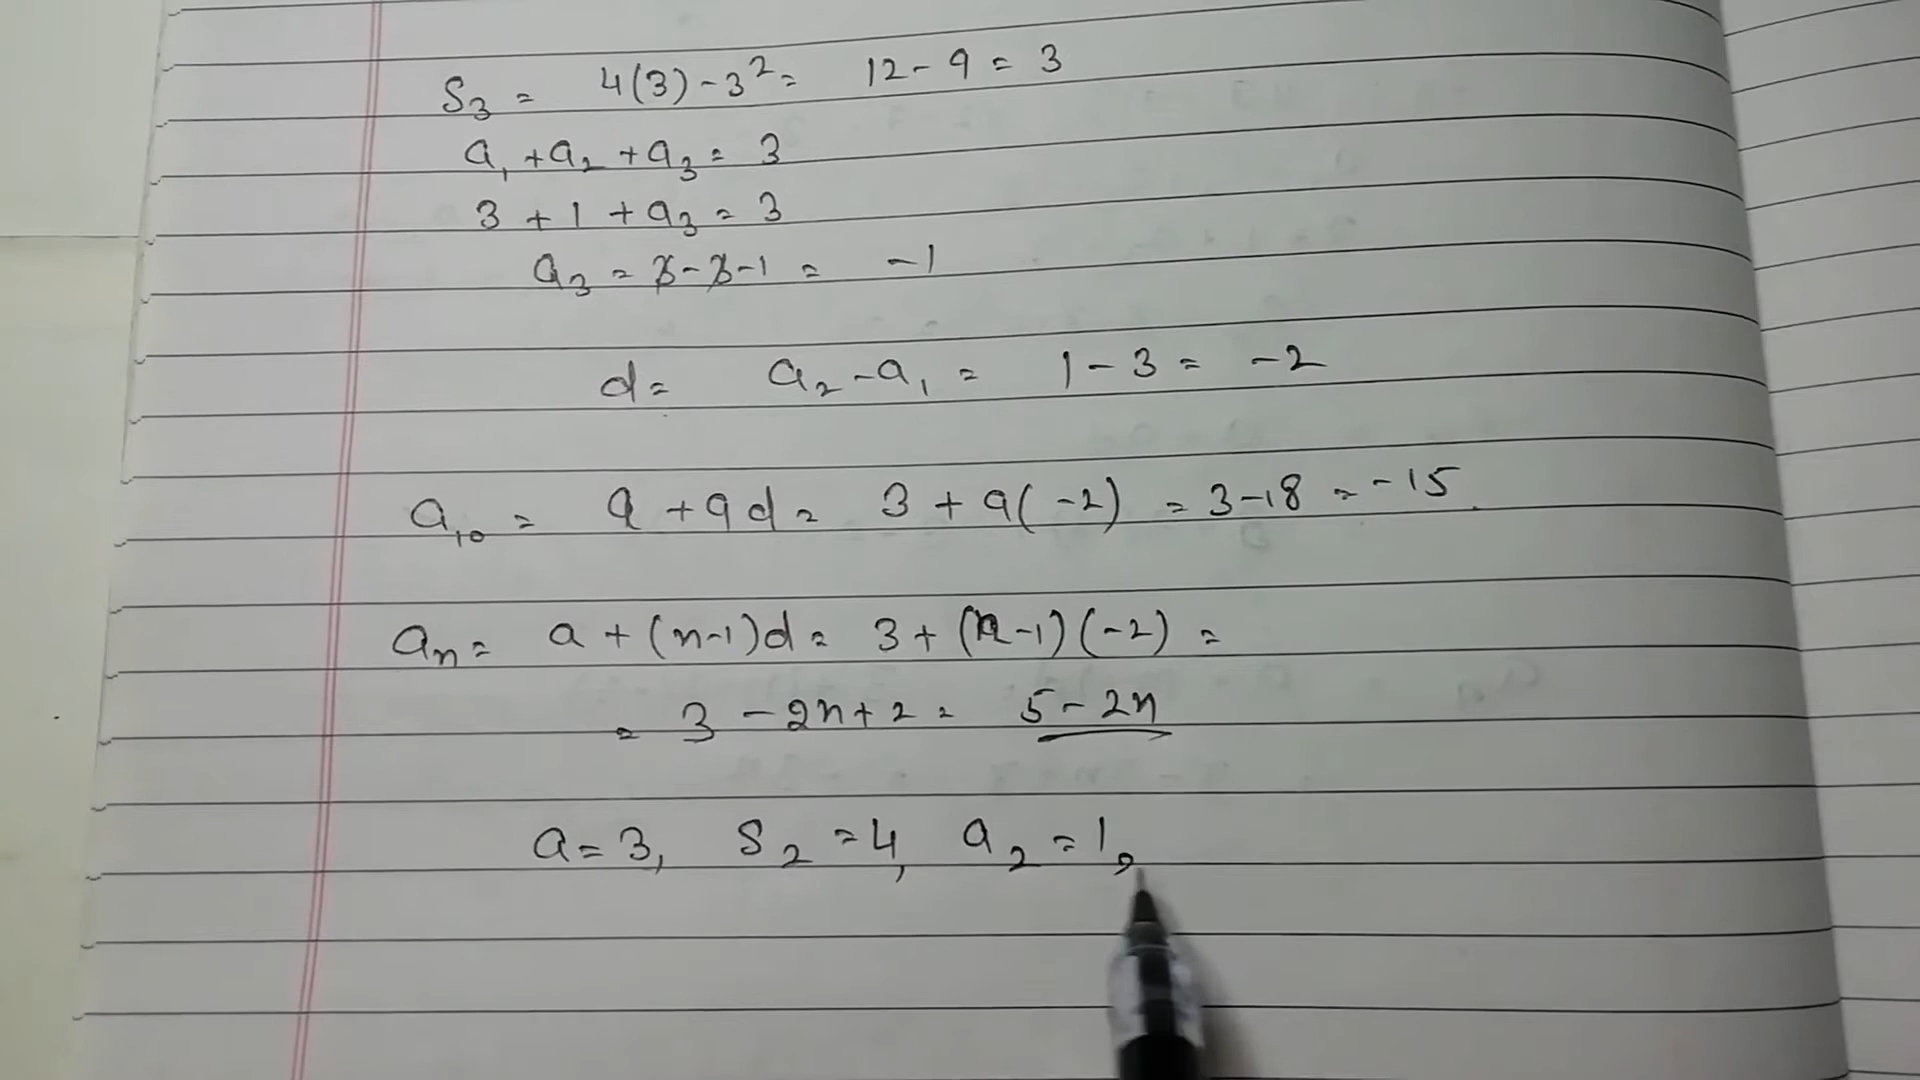 S₃ = 4(3) - 3² = 12 - 9 = 3
a₁ + a₂ + a₃ = 3
3 + 1 + a₃ = 3
a₃ = 3 - 3 - 1 = -1
d = a₂ - a₁ = 1 - 3 = -2
a₁₀ = a + 9d = 3 + 9(-2) = 3 - 18 = -15
aₙ = a + (n-1)d = 3 + (n-1)(-2) =
= 3 - 2n + 2 = 5 - 2n
a = 3, S₂ = 4, a₂ = 1,